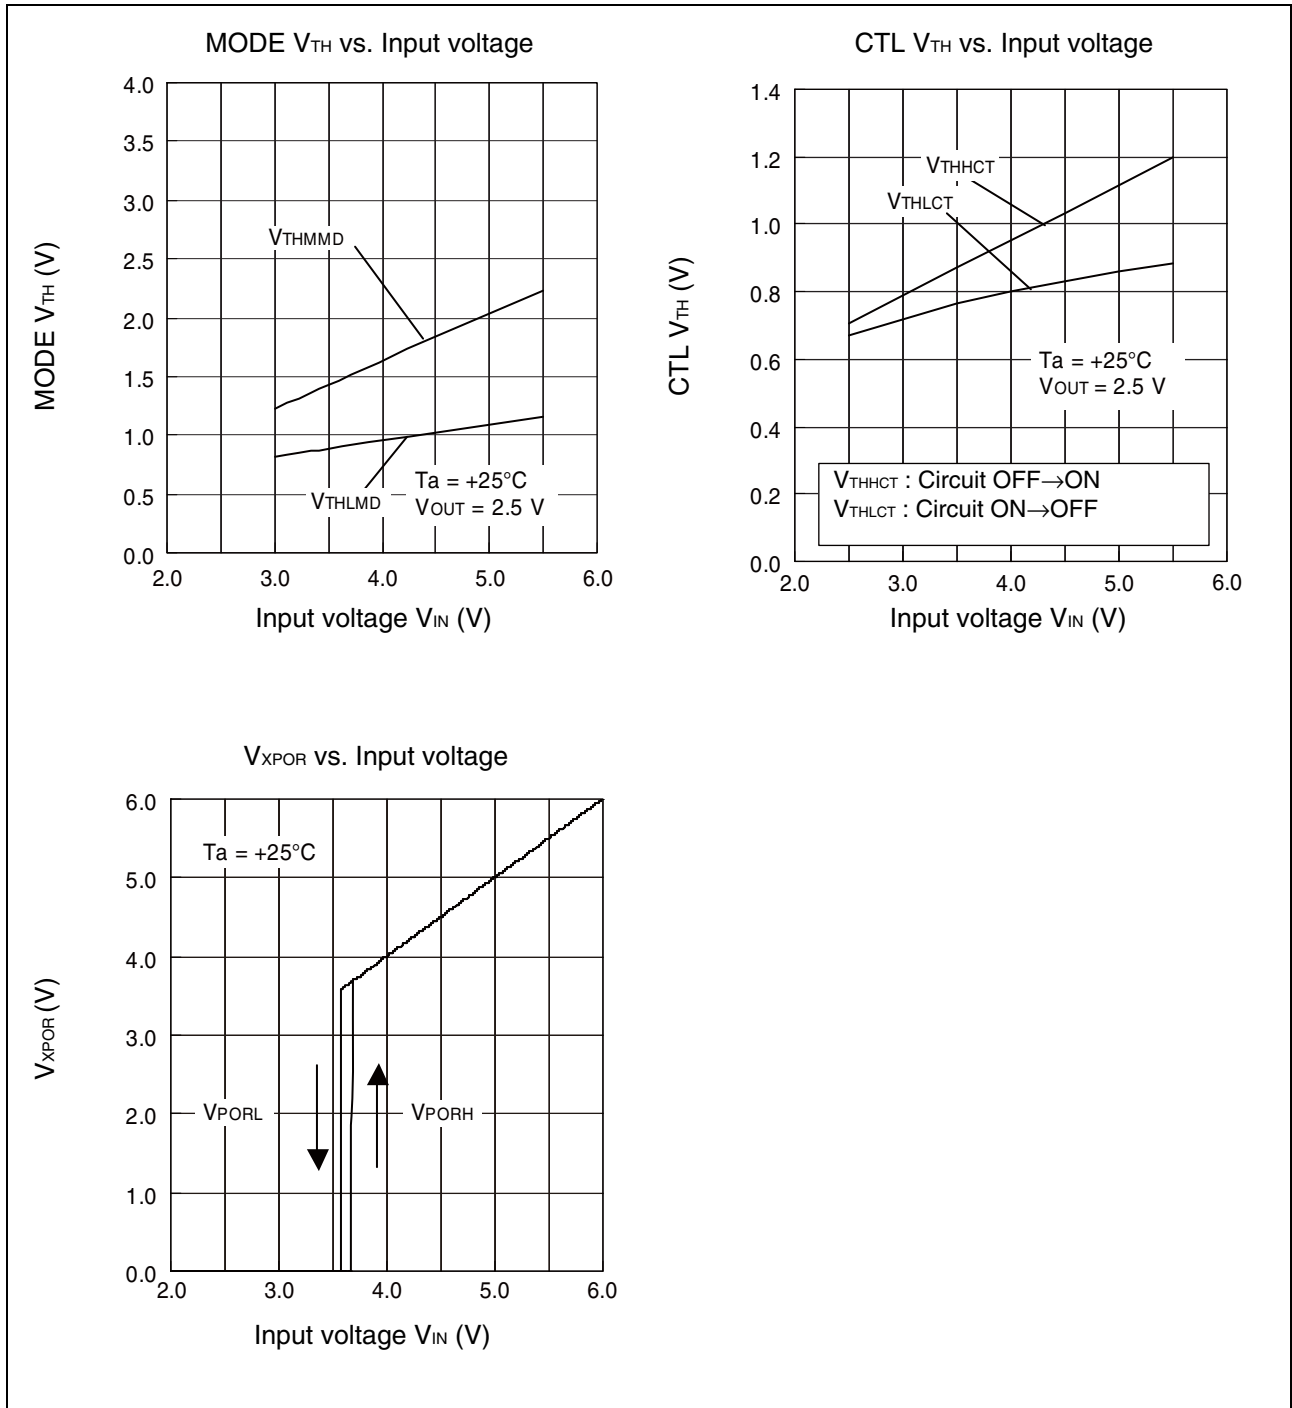 MODE VTH vs. Input voltage
4.0
3.5
3.0
2.5
2.0
1.5
1.0
0.5
0.0
MODE VTH (V)
VTHMMD
VTHLMD
Ta = +25°C
VOUT = 2.5 V
2.0 3.0 4.0 5.0 6.0
Input voltage VIN (V)
CTL VTH vs. Input voltage
1.4
1.2
1.0
0.8
0.6
0.4
0.2
0.0
CTL VTH (V)
VTHHCT
VTHLCT
Ta = +25°C
VOUT = 2.5 V
VTHHCT : Circuit OFF→ON
VTHLCT : Circuit ON→OFF
2.0 3.0 4.0 5.0 6.0
Input voltage VIN (V)
VXPOR vs. Input voltage
6.0
5.0
4.0
3.0
2.0
1.0
0.0
VXPOR (V)
Ta = +25°C
VPORL
VPORH
2.0 3.0 4.0 5.0 6.0
Input voltage VIN (V)